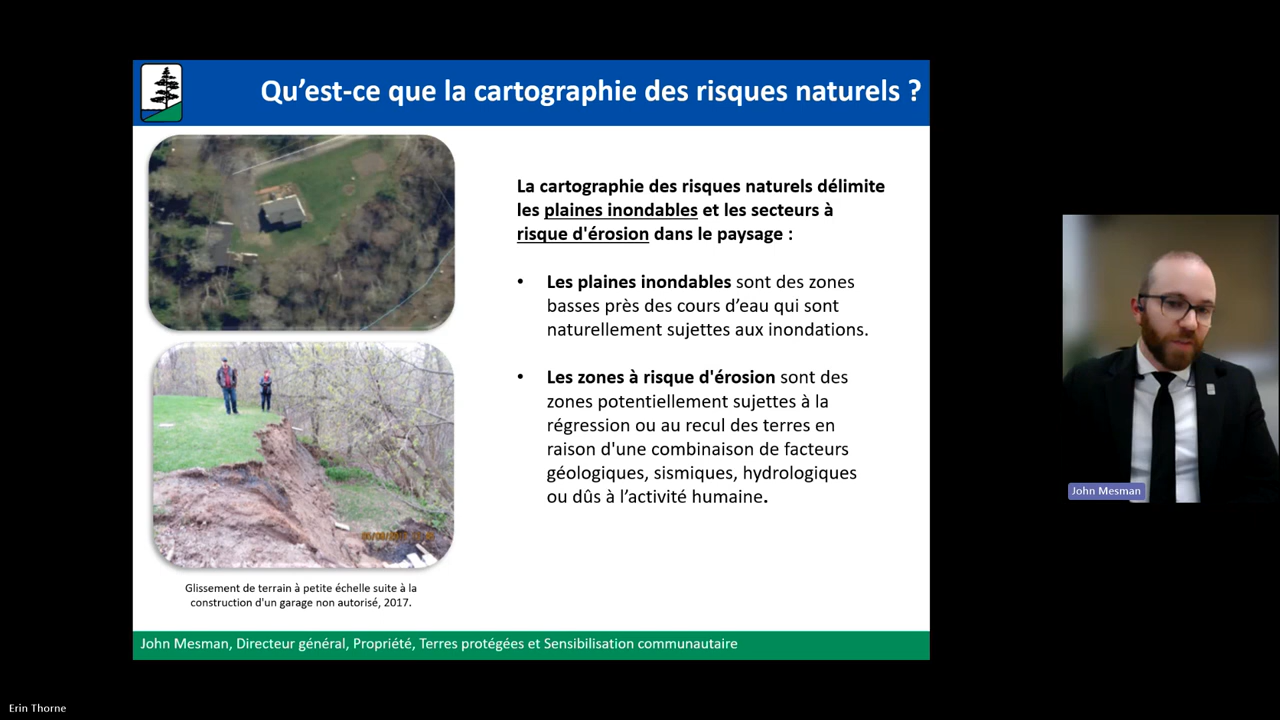 Qu’est-ce que la cartographie des risques naturels ?
La cartographie des risques naturels délimite
les plaines inondables et les secteurs à
risque d'érosion dans le paysage :
• Les plaines inondables sont des zones
basses près des cours d’eau qui sont
naturellement sujettes aux inondations.
• Les zones à risque d'érosion sont des
zones potentiellement sujettes à la
régression ou au recul des terres en
raison d'une combinaison de facteurs
géologiques, sismiques, hydrologiques
ou dûs à l’activité humaine.
Glissement de terrain à petite échelle suite à la
construction d'un garage non autorisé, 2017.
John Mesman, Directeur général, Propriété, Terres protégées et Sensibilisation communautaire
John Mesman
Erin Thorne